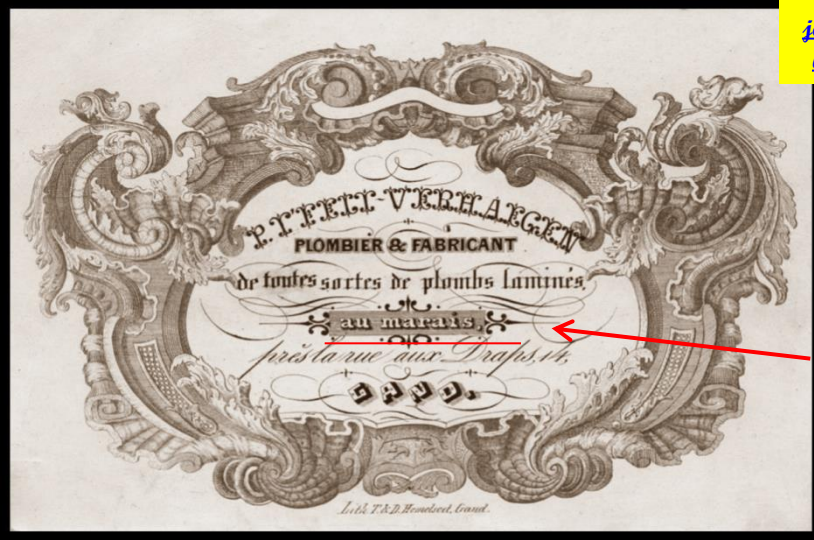 P. T'FELT-VERHAEGEN
PLOMBIER & FABRICANT
de toutes sortes de plombs laminés,
au marais,
près la rue aux Draps, 14,
GAND.
Lith. T. & D. Hemelsoet, Gand.